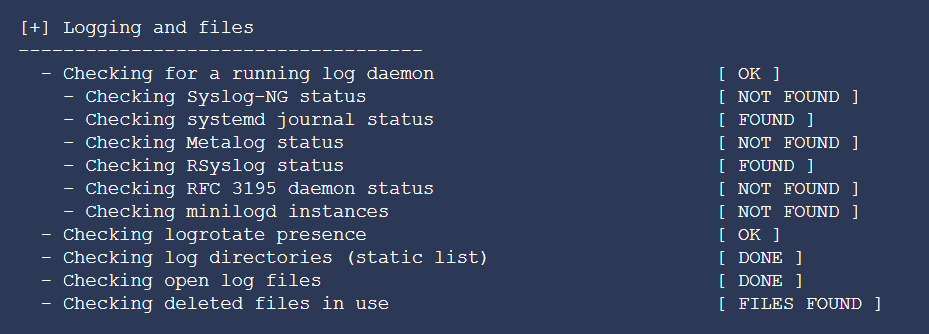 [+] Logging and files
------------------------------------
- Checking for a running log daemon [ OK ]
- Checking Syslog-NG status [ NOT FOUND ]
- Checking systemd journal status [ FOUND ]
- Checking Metalog status [ NOT FOUND ]
- Checking RSyslog status [ FOUND ]
- Checking RFC 3195 daemon status [ NOT FOUND ]
- Checking minilogd instances [ NOT FOUND ]
- Checking logrotate presence [ OK ]
- Checking log directories (static list) [ DONE ]
- Checking open log files [ DONE ]
- Checking deleted files in use [ FILES FOUND ]